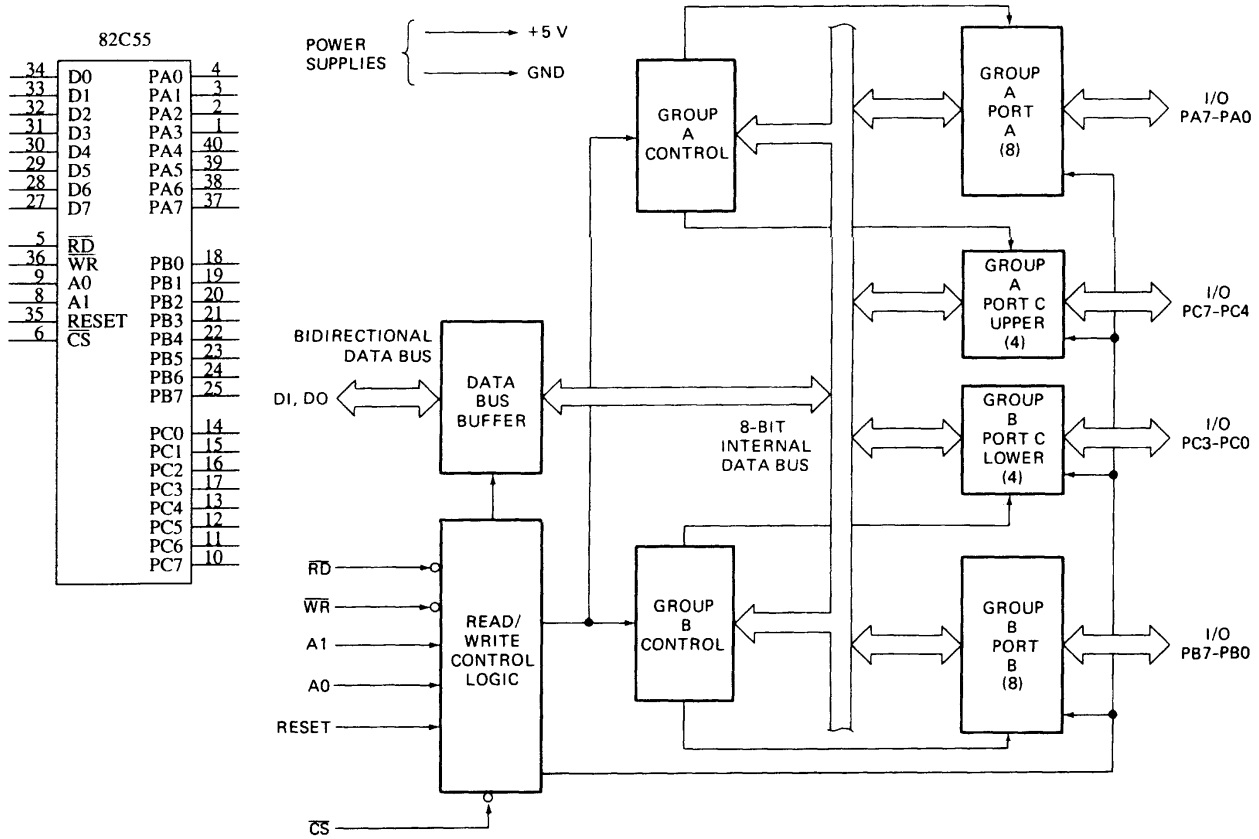 82C55
34 D0 PA0 4
33 D1 PA1 3
32 D2 PA2 2
31 D3 PA3 1
30 D4 PA4 40
29 D5 PA5 39
28 D6 PA6 38
27 D7 PA7 37
5 RD
36 WR PB0 18
9 A0 PB1 19
8 A1 PB2 20
35 RESET PB3 21
6 CS PB4 22
PB5 23
PB6 24
PB7 25
PC0 14
PC1 15
PC2 16
PC3 17
PC4 13
PC5 12
PC6 11
PC7 10
POWER
SUPPLIES
+5 V
GND
GROUP
A
CONTROL
GROUP
A
PORT
A
(8)
I/O
PA7-PA0
GROUP
A
PORT C
UPPER
(4)
I/O
PC7-PC4
BIDIRECTIONAL
DATA BUS
DI, DO
DATA
BUS
BUFFER
8-BIT
INTERNAL
DATA BUS
GROUP
B
PORT C
LOWER
(4)
I/O
PC3-PC0
RD
WR
A1
A0
RESET
CS
READ/
WRITE
CONTROL
LOGIC
GROUP
B
CONTROL
GROUP
B
PORT
B
(8)
I/O
PB7-PB0